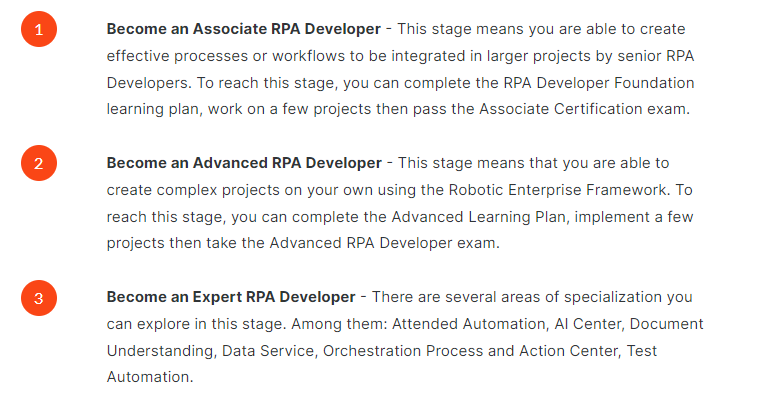 1
Become an Associate RPA Developer - This stage means you are able to create
effective processes or workflows to be integrated in larger projects by senior RPA
Developers. To reach this stage, you can complete the RPA Developer Foundation
learning plan, work on a few projects then pass the Associate Certification exam.
2
Become an Advanced RPA Developer - This stage means that you are able to
create complex projects on your own using the Robotic Enterprise Framework. To
reach this stage, you can complete the Advanced Learning Plan, implement a few
projects then take the Advanced RPA Developer exam.
3
Become an Expert RPA Developer - There are several areas of specialization you
can explore in this stage. Among them: Attended Automation, AI Center, Document
Understanding, Data Service, Orchestration Process and Action Center, Test
Automation.